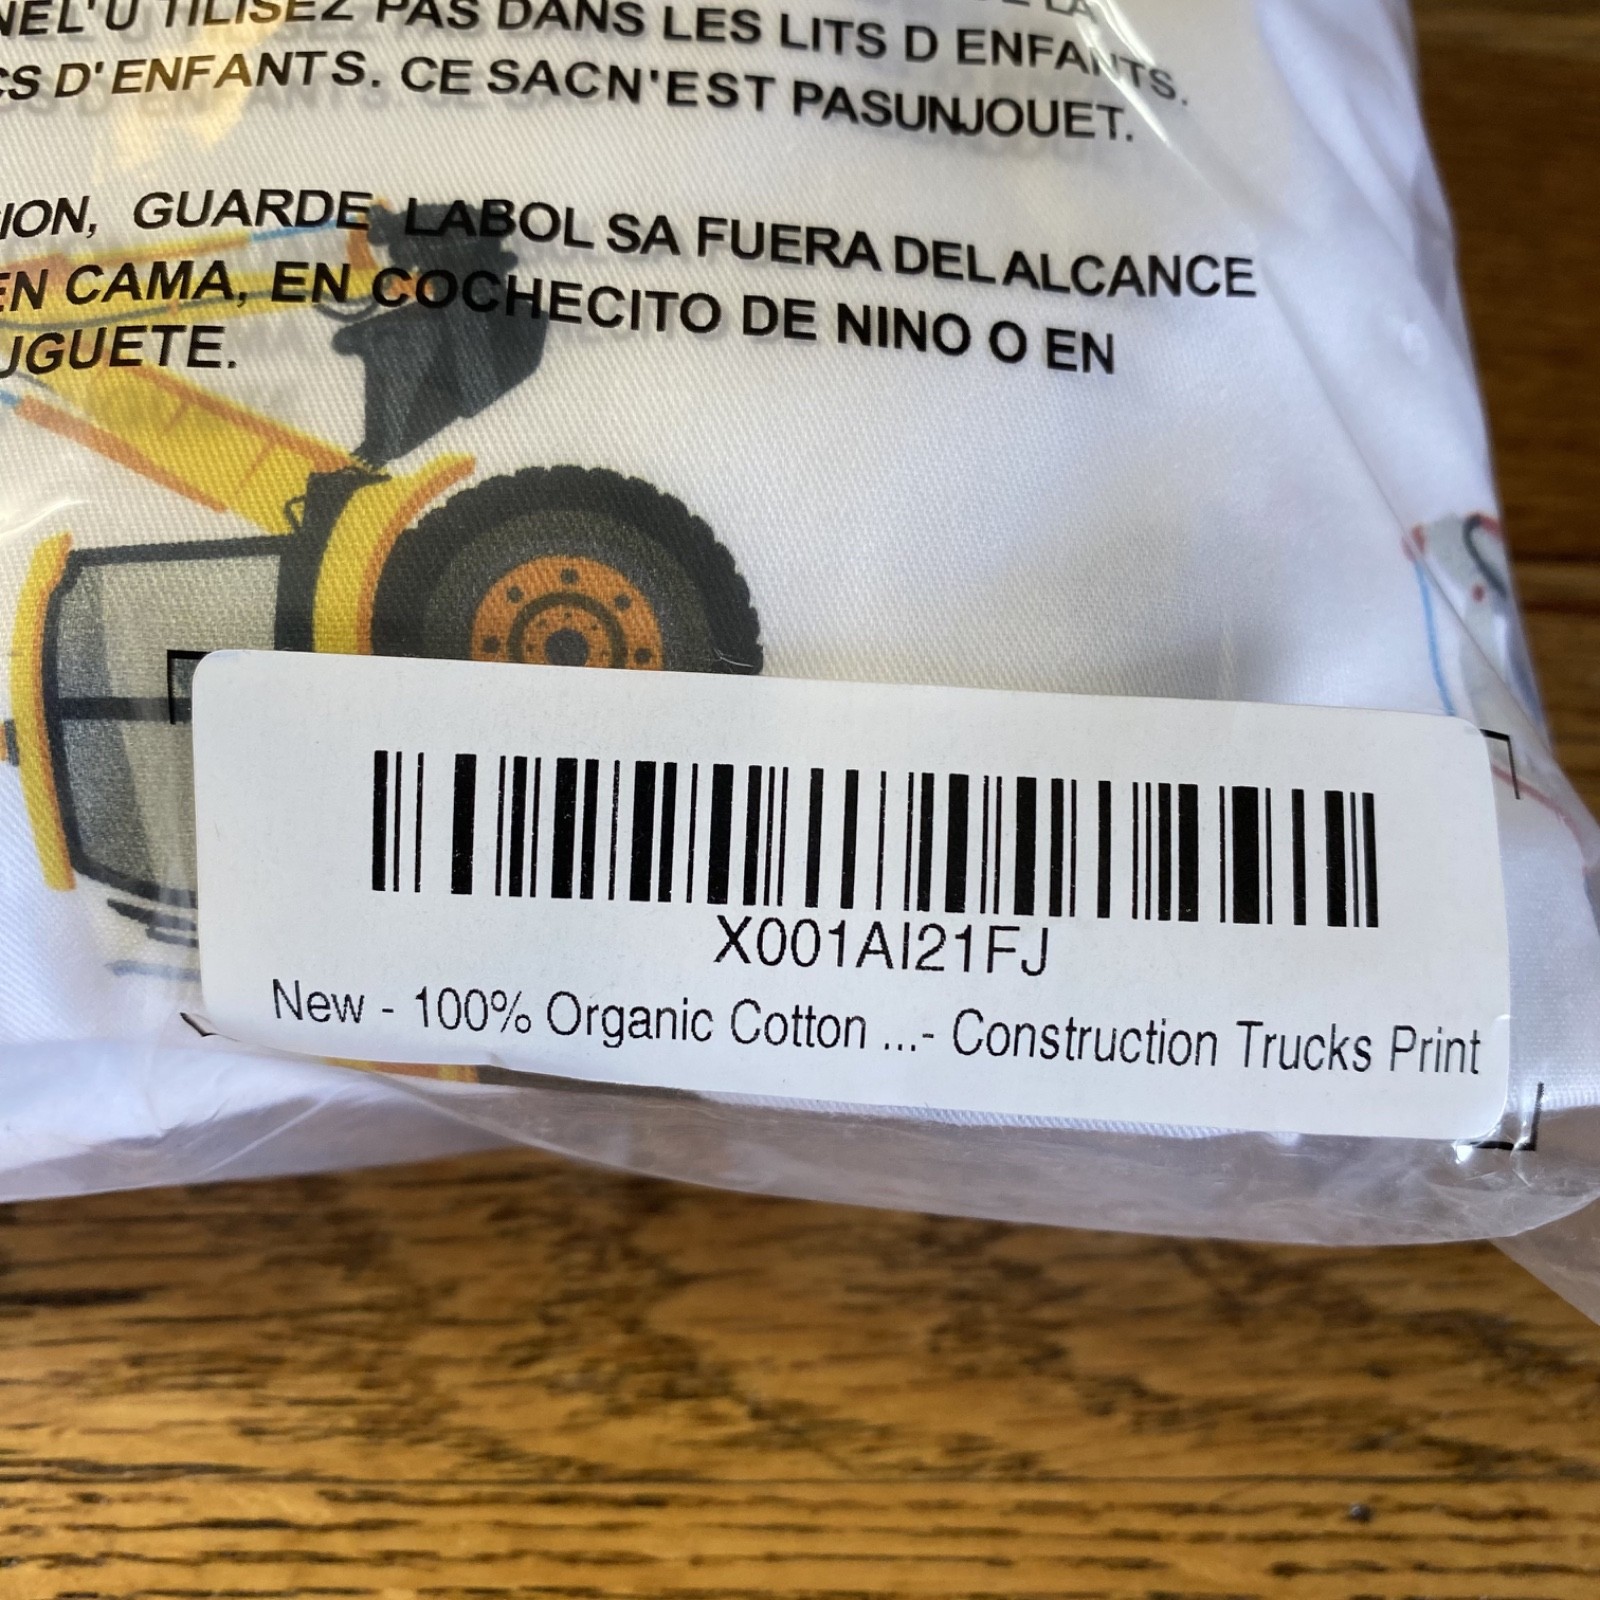 NEL'U TILISEZ PAS DANS LES LITS D ENFANTS.
CS D'ENFANTS. CE SACN'EST PASUNJOUET.
ION, GUARDE LABOL SA FUERA DELALCANCE
EN CAMA, EN COCHECITO DE NINO O EN
UGUETE.
X001AI21FJ
New - 100% Organic Cotton ...- Construction Trucks Print